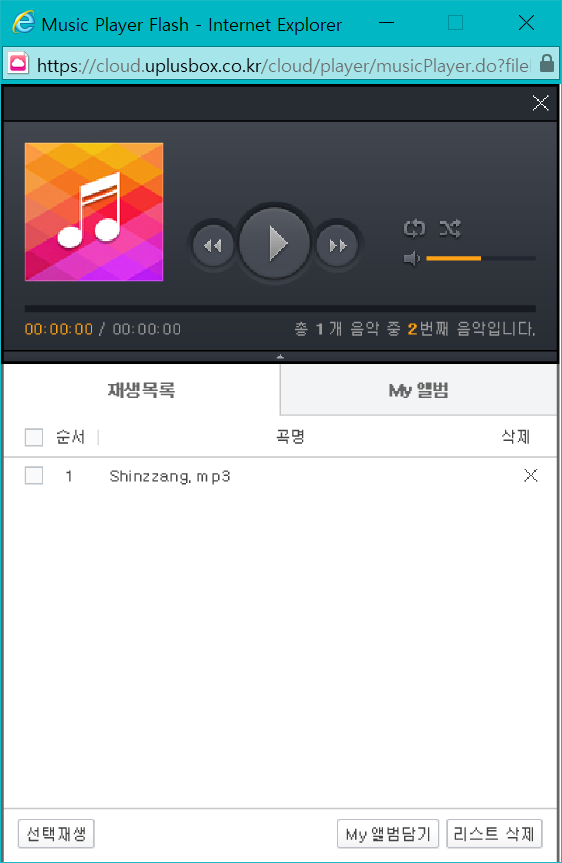 Music Player Flash - Internet Explorer
https://cloud.uplusbox.co.kr/cloud/player/musicPlayer.do?file
00:00:00 / 00:00:00 총 1개 음악 중 2번째 음악입니다.
재생목록 My 앨범
순서 곡명 삭제
1 Shinzzang.mp3
선택재생 My 앨범담기 리스트 삭제